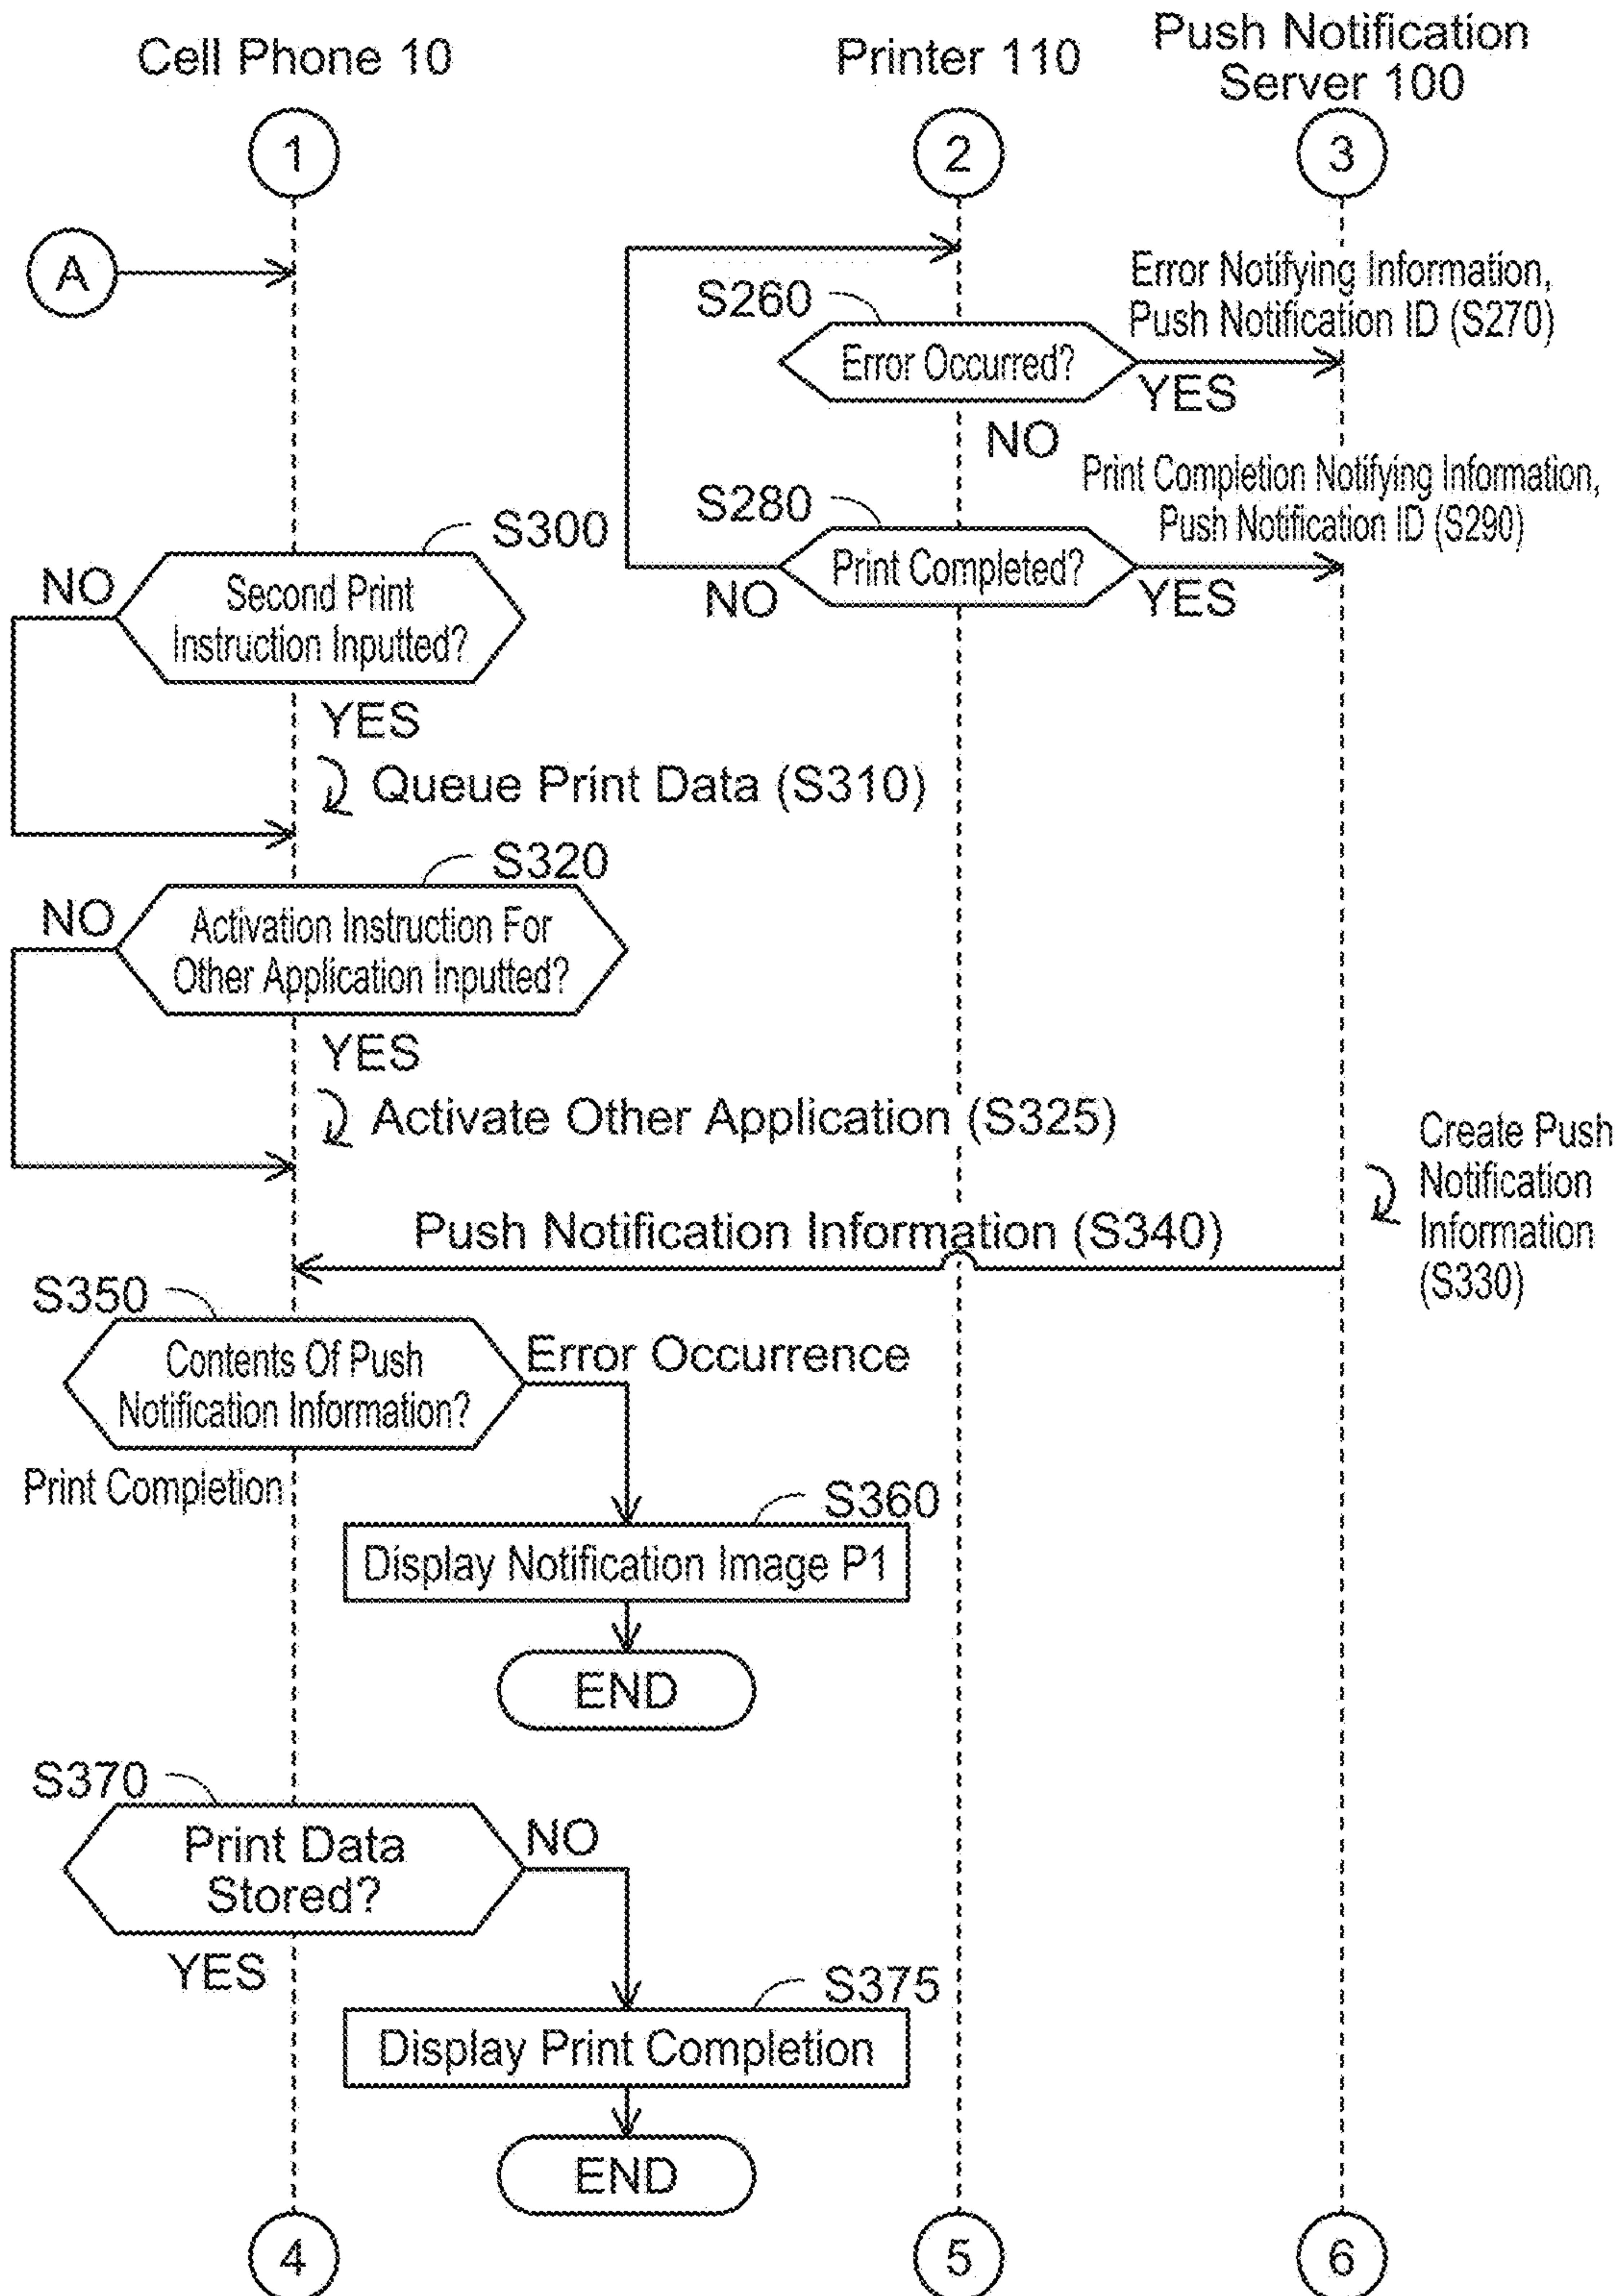 Cell Phone 10
Printer 110
Push Notification
Server 100
1
2
3
A
S260
Error Notifying Information,
Push Notification ID (S270)
Error Occurred?
YES
NO
Print Completion Notifying Information,
Push Notification ID (S290)
S280
Print Completed?
NO
YES
S300
NO
Second Print
Instruction Inputted?
YES
Queue Print Data (S310)
S320
NO
Activation Instruction For
Other Application Inputted?
YES
Activate Other Application (S325)
Create Push
Notification
Information
(S330)
Push Notification Information (S340)
S350
Contents Of Push
Notification Information?
Error Occurrence
Print Completion
S360
Display Notification Image P1
END
S370
Print Data
Stored?
NO
YES
S375
Display Print Completion
END
4
5
6